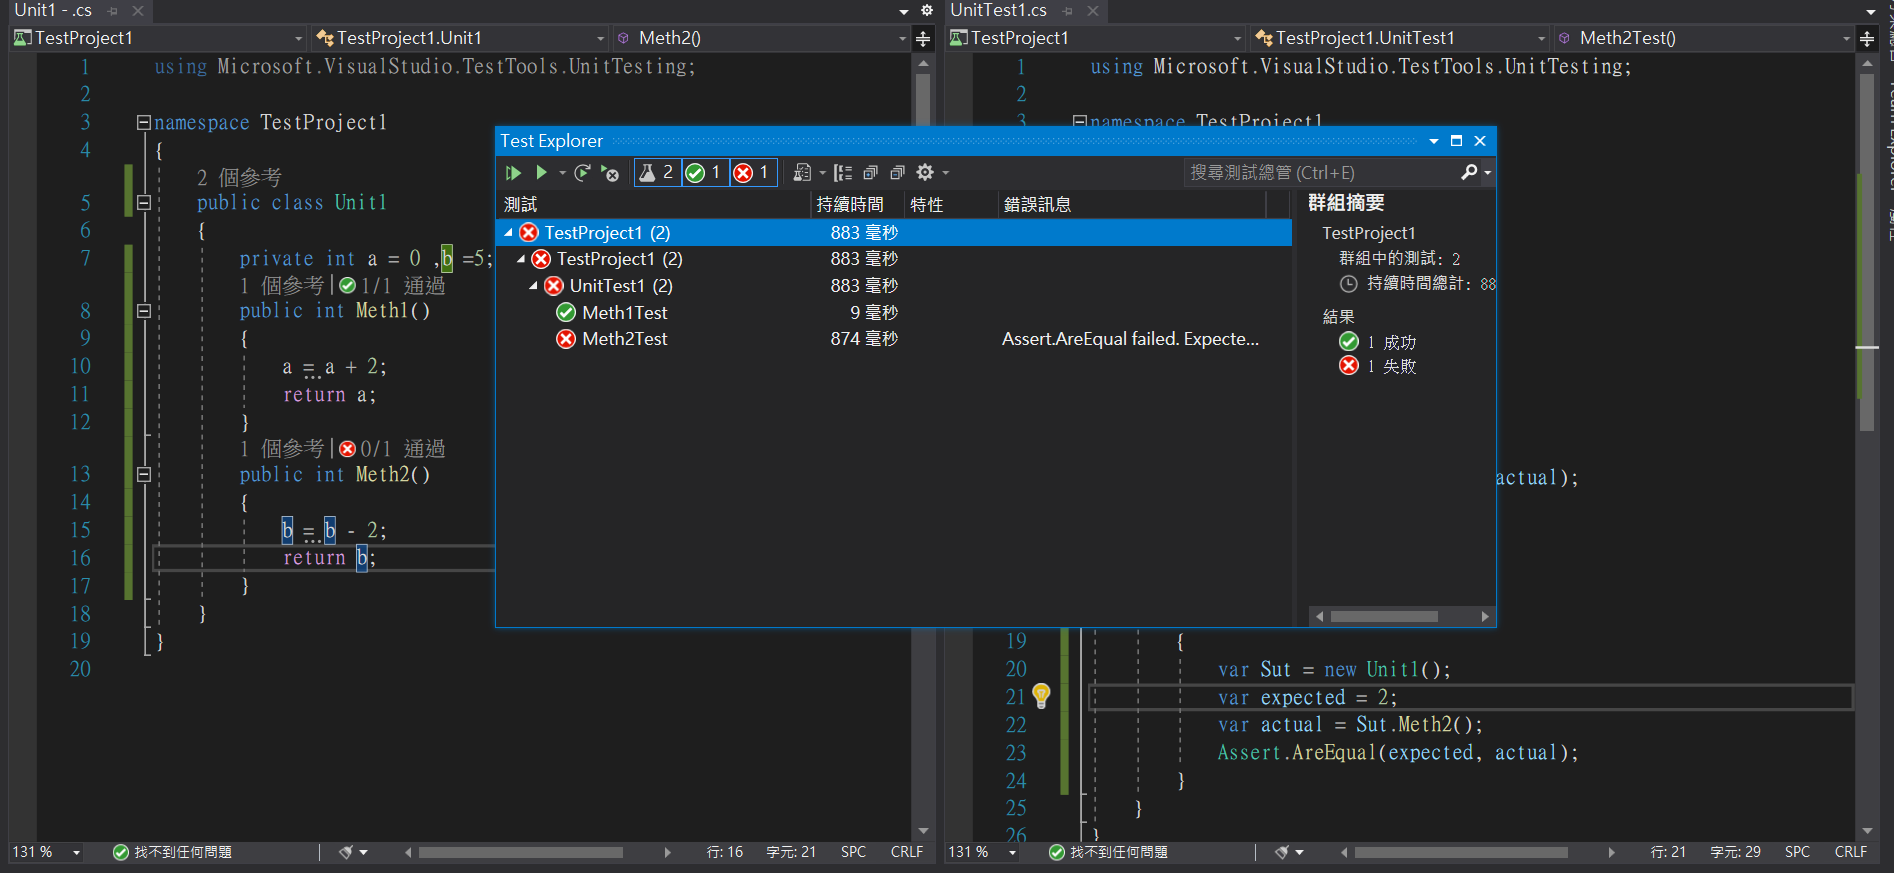 Unit1 - .cs
TestProject1
TestProject1.Unit1
Meth2()
1 using Microsoft.VisualStudio.TestTools.UnitTesting;
2
3 namespace TestProject1
4 {
2 個參考
5 public class Unit1
6 {
7 private int a = 0 ,b =5;
1 個參考 | 1/1 通過
8 public int Meth1()
9 {
10 a = a + 2;
11 return a;
12 }
1 個參考 | 0/1 通過
13 public int Meth2()
14 {
15 b = b - 2;
16 return b;
17 }
18 }
19 }
20
131 %
找不到任何問題
行: 16
字元: 21
SPC
CRLF
Test Explorer
2 1 1
搜尋測試總管 (Ctrl+E)
測試 持續時間 特性 錯誤訊息
TestProject1 (2) 883 毫秒
TestProject1 (2) 883 毫秒
UnitTest1 (2) 883 毫秒
Meth1Test 9 毫秒
Meth2Test 874 毫秒 Assert.AreEqual failed. Expecte...
群組摘要
TestProject1
群組中的測試: 2
持續時間總計: 88
結果
1 成功
1 失敗
UnitTest1.cs
TestProject1
TestProject1.UnitTest1
Meth2Test()
1 using Microsoft.VisualStudio.TestTools.UnitTesting;
2
3 namespace TestProject1
actual);
19 {
20 var Sut = new Unit1();
21 var expected = 2;
22 var actual = Sut.Meth2();
23 Assert.AreEqual(expected, actual);
24 }
25 }
26 }
131 %
找不到任何問題
行: 21
字元: 29
SPC
CRLF